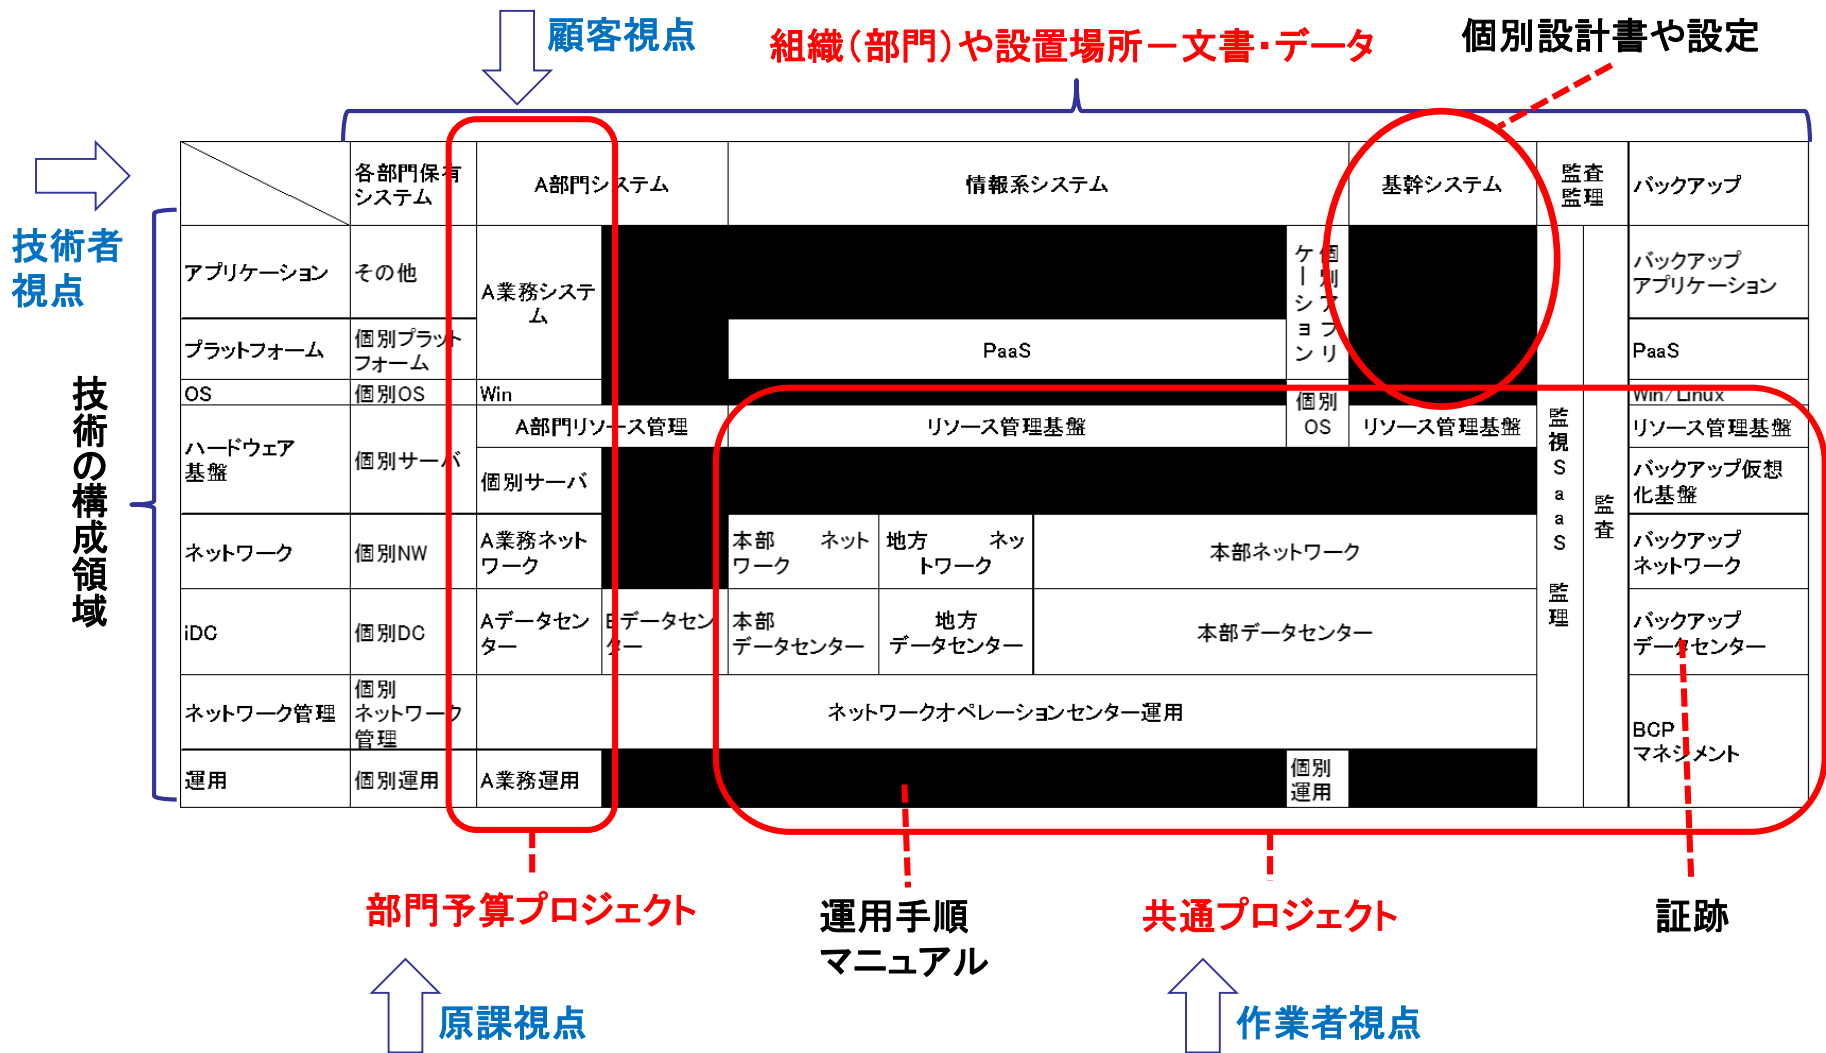 顧客視点
組織(部門)や設置場所－文書・データ
個別設計書や設定
技術者
視点
技術の構成領域
各部門保有
システム
A部門システム
情報系システム
基幹システム
監査
監理
バックアップ
アプリケーション
その他
A業務システ
ム
個別アプリ
ケーション
バックアップ
アプリケーション
プラットフォーム
個別プラット
フォーム
PaaS
PaaS
OS
個別OS
Win
個別
OS
Win/Linux
ハードウェア
基盤
個別サーバ
A部門リソース管理
リソース管理基盤
リソース管理基盤
リソース管理基盤
個別サーバ
バックアップ仮想
化基盤
監視SaaS 監理
監査
ネットワーク
個別NW
A業務ネット
ワーク
本部 ネット
ワーク
地方 ネッ
トワーク
本部ネットワーク
バックアップ
ネットワーク
iDC
個別DC
Aデータセン
ター
Bデータセン
ター
本部
データセンター
地方
データセンター
本部データセンター
バックアップ
データセンター
ネットワーク管理
個別
ネットワーク
管理
ネットワークオペレーションセンター運用
BCP
マネジメント
運用
個別運用
A業務運用
個別
運用
部門予算プロジェクト
運用手順
マニュアル
共通プロジェクト
証跡
原課視点
作業者視点